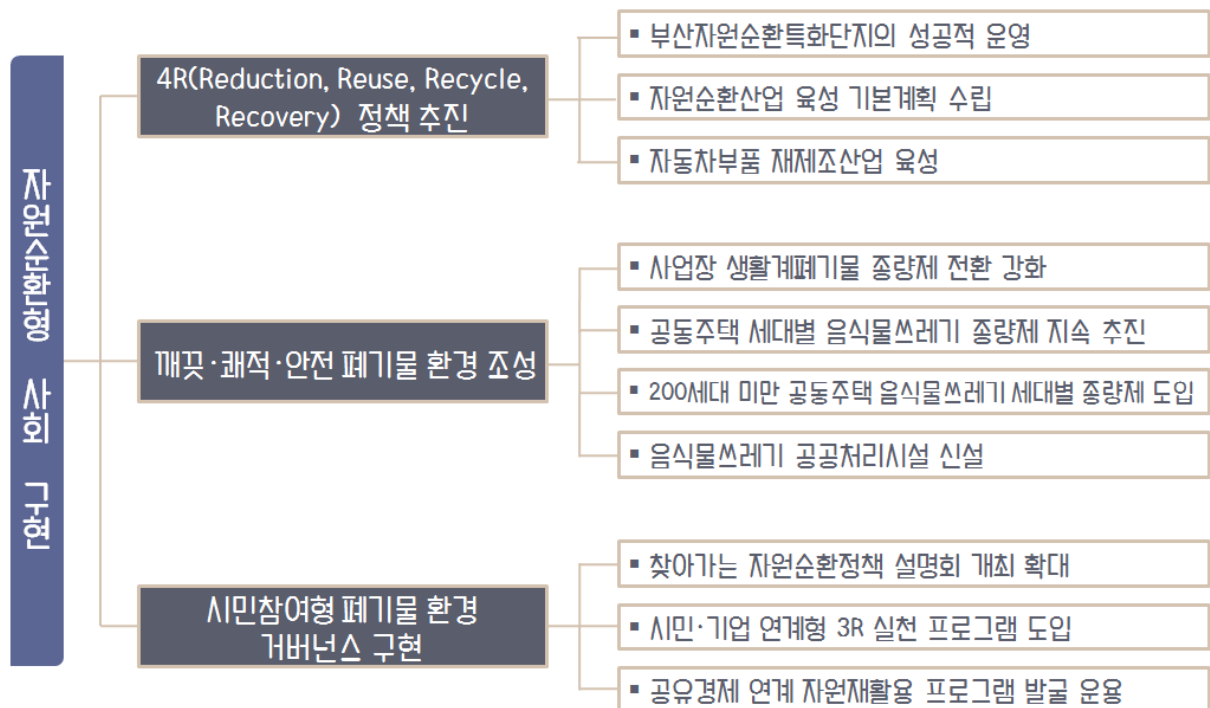 자원순환형 사회 구현
4R(Reduction, Reuse, Recycle,
Recovery) 정책 추진
▪ 부산자원순환특화단지의 성공적 운영
▪ 자원순환산업 육성 기본계획 수립
▪ 자동차부품 재제조산업 육성
깨끗·쾌적·안전 폐기물 환경 조성
▪ 사업장 생활계폐기물 종량제 전환 강화
▪ 공동주택 세대별 음식물쓰레기 종량제 지속 추진
▪ 200세대 미만 공동주택 음식물쓰레기 세대별 종량제 도입
▪ 음식물쓰레기 공공처리시설 신설
시민참여형 폐기물 환경
거버넌스 구현
▪ 찾아가는 자원순환정책 설명회 개최 확대
▪ 시민·기업 연계형 3R 실천 프로그램 도입
▪ 공유경제 연계 자원재활용 프로그램 발굴 운용